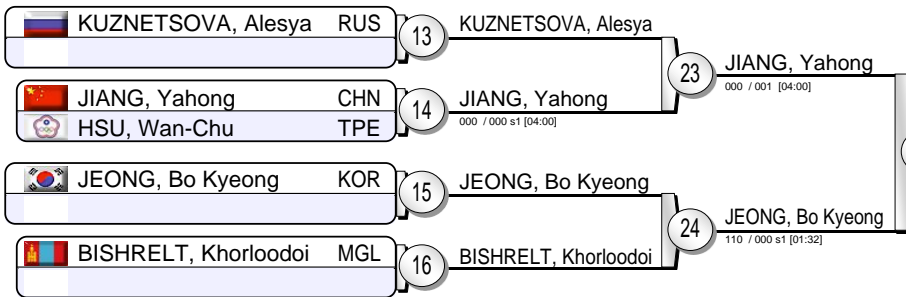 KUZNETSOVA, Alesya RUS
13
KUZNETSOVA, Alesya
JIANG, Yahong CHN
HSU, Wan-Chu TPE
14
JIANG, Yahong
000 / 000 s1 [04:00]
23
JIANG, Yahong
000 / 001 [04:00]
JEONG, Bo Kyeong KOR
15
JEONG, Bo Kyeong
BISHRELT, Khorloodoi MGL
16
BISHRELT, Khorloodoi
24
JEONG, Bo Kyeong
110 / 000 s1 [01:32]